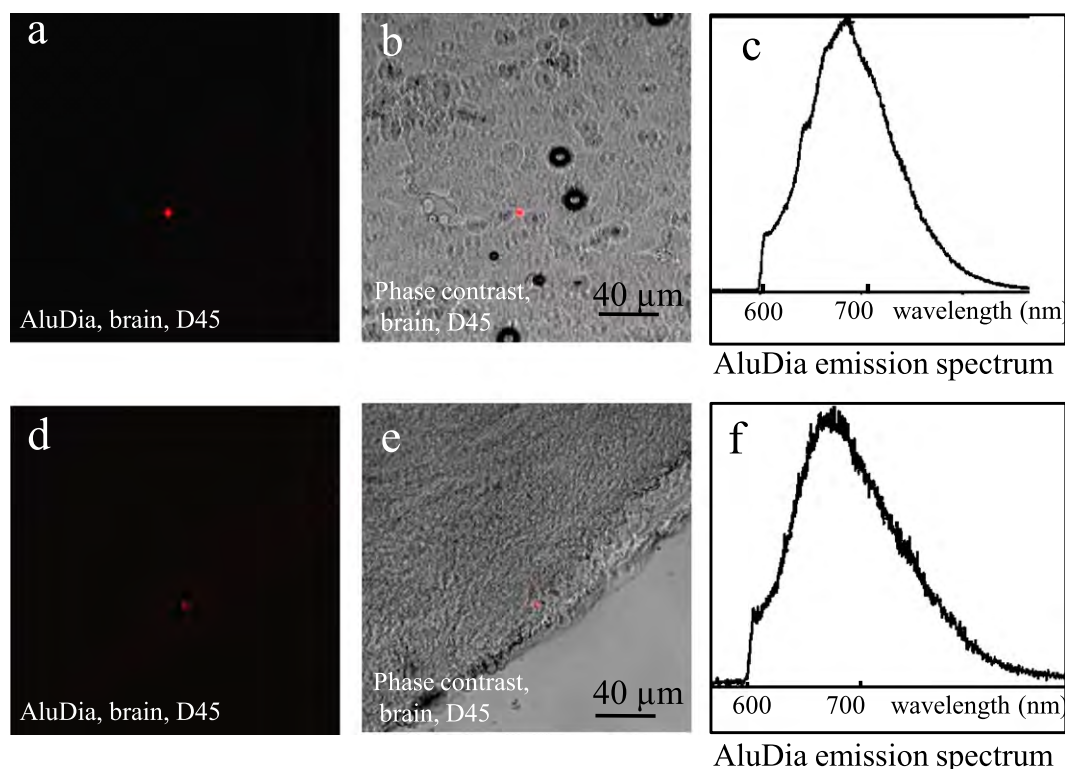 a
AluDia, brain, D45
b
Phase contrast,
brain, D45
40 µm
c
600
700
wavelength (nm)
AluDia emission spectrum
d
AluDia, brain, D45
e
Phase contrast,
brain, D45
40 µm
f
600
700
wavelength (nm)
AluDia emission spectrum